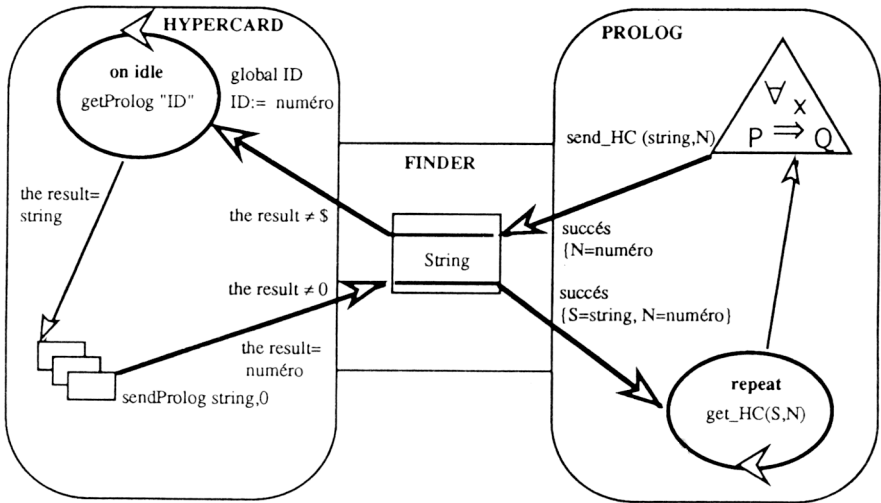 HYPERCARD
on idle
getProlog "ID"
global ID
ID:= numéro
the result=
string
the result ≠ $
the result ≠ 0
the result=
numéro
sendProlog string,0
FINDER
String
PROLOG
∀ x
P ⇒ Q
send_HC (string,N)
succés
{N=numéro
succés
{S=string, N=numéro}
repeat
get_HC(S,N)